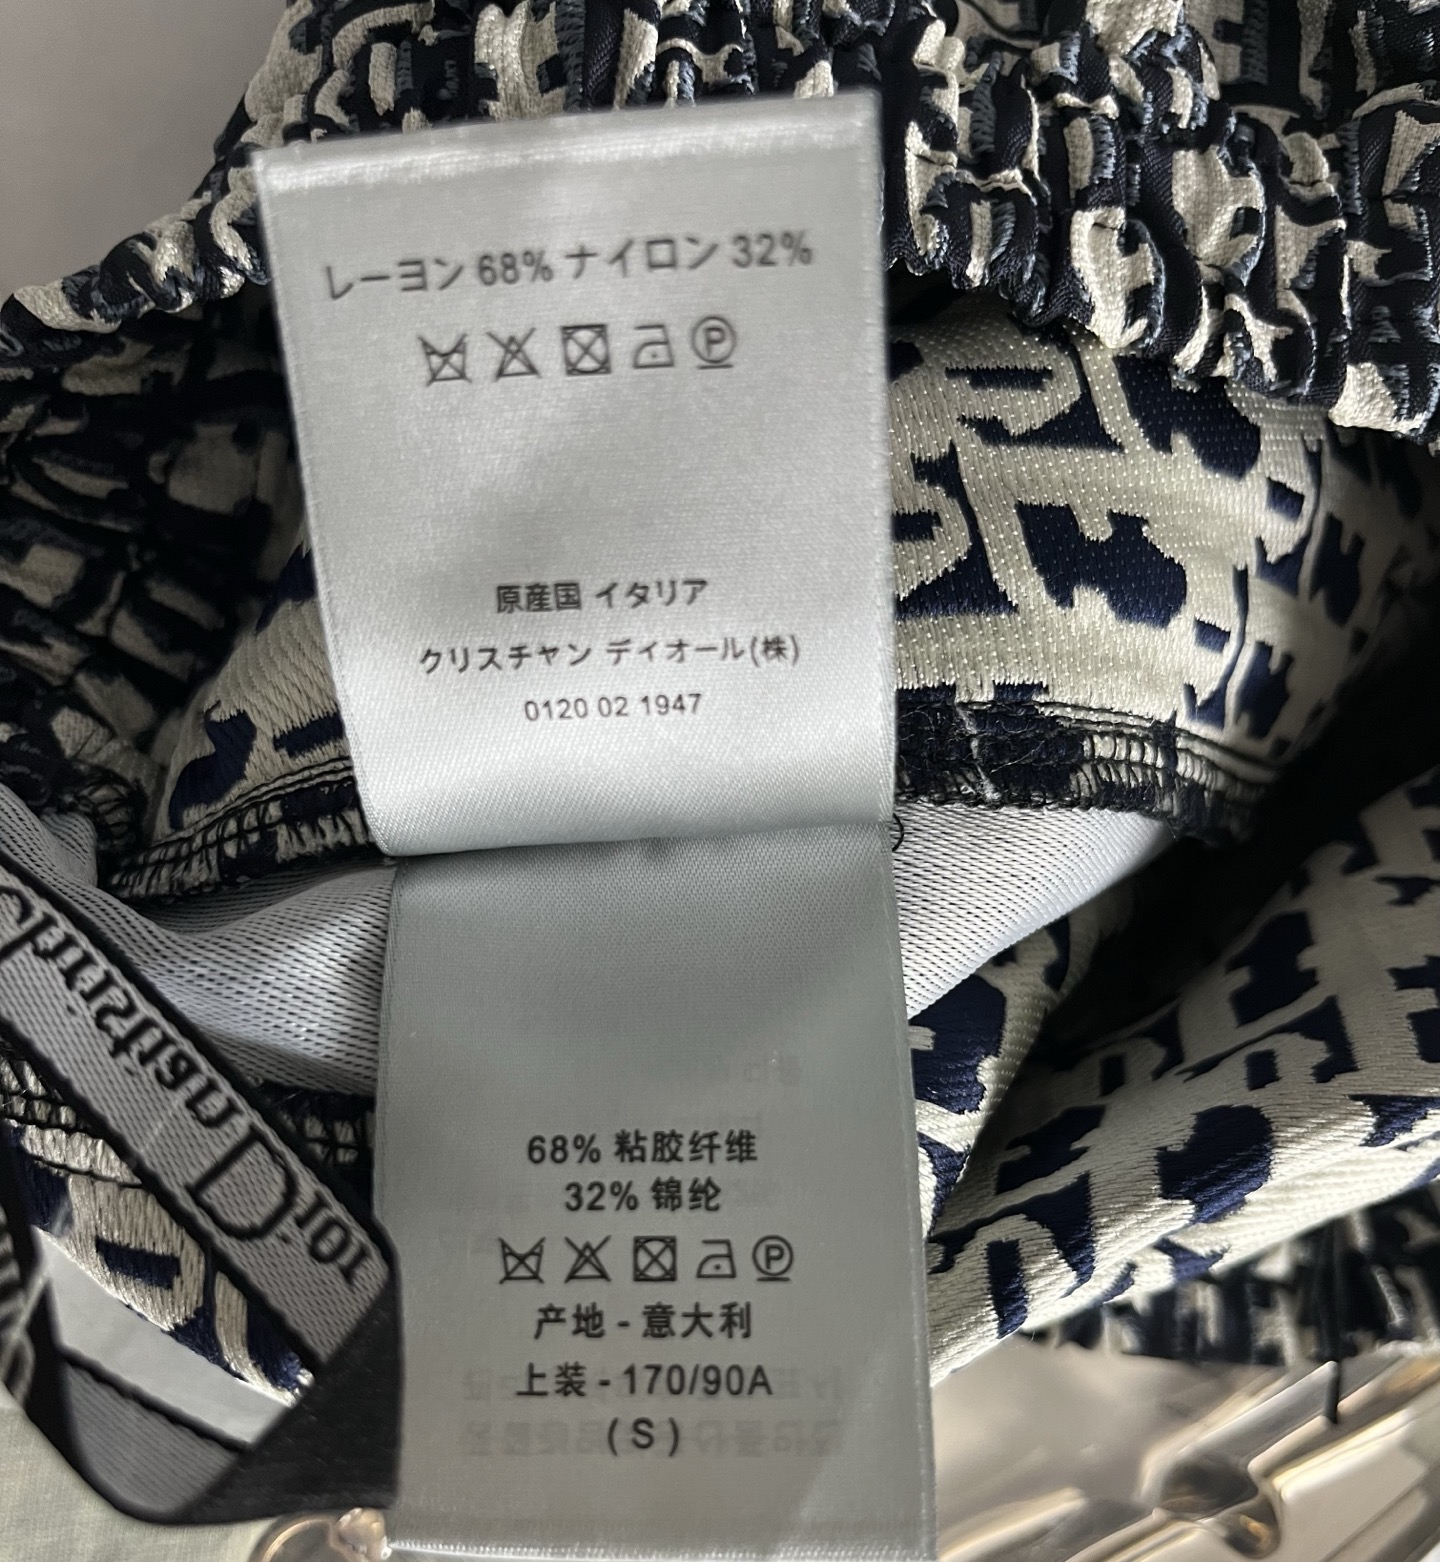 レーヨン 68% ナイロン 32%
原産国 イタリア
クリスチャン ディオール(株)
0120 02 1947
68% 粘胶纤维
32% 锦纶
产地 - 意大利
上装 - 170/90A
( S )
Christian Dior